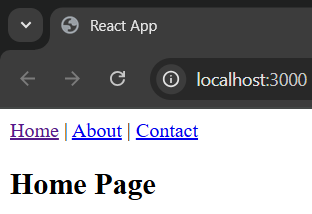 React App
localhost:3000
Home | About | Contact
Home Page